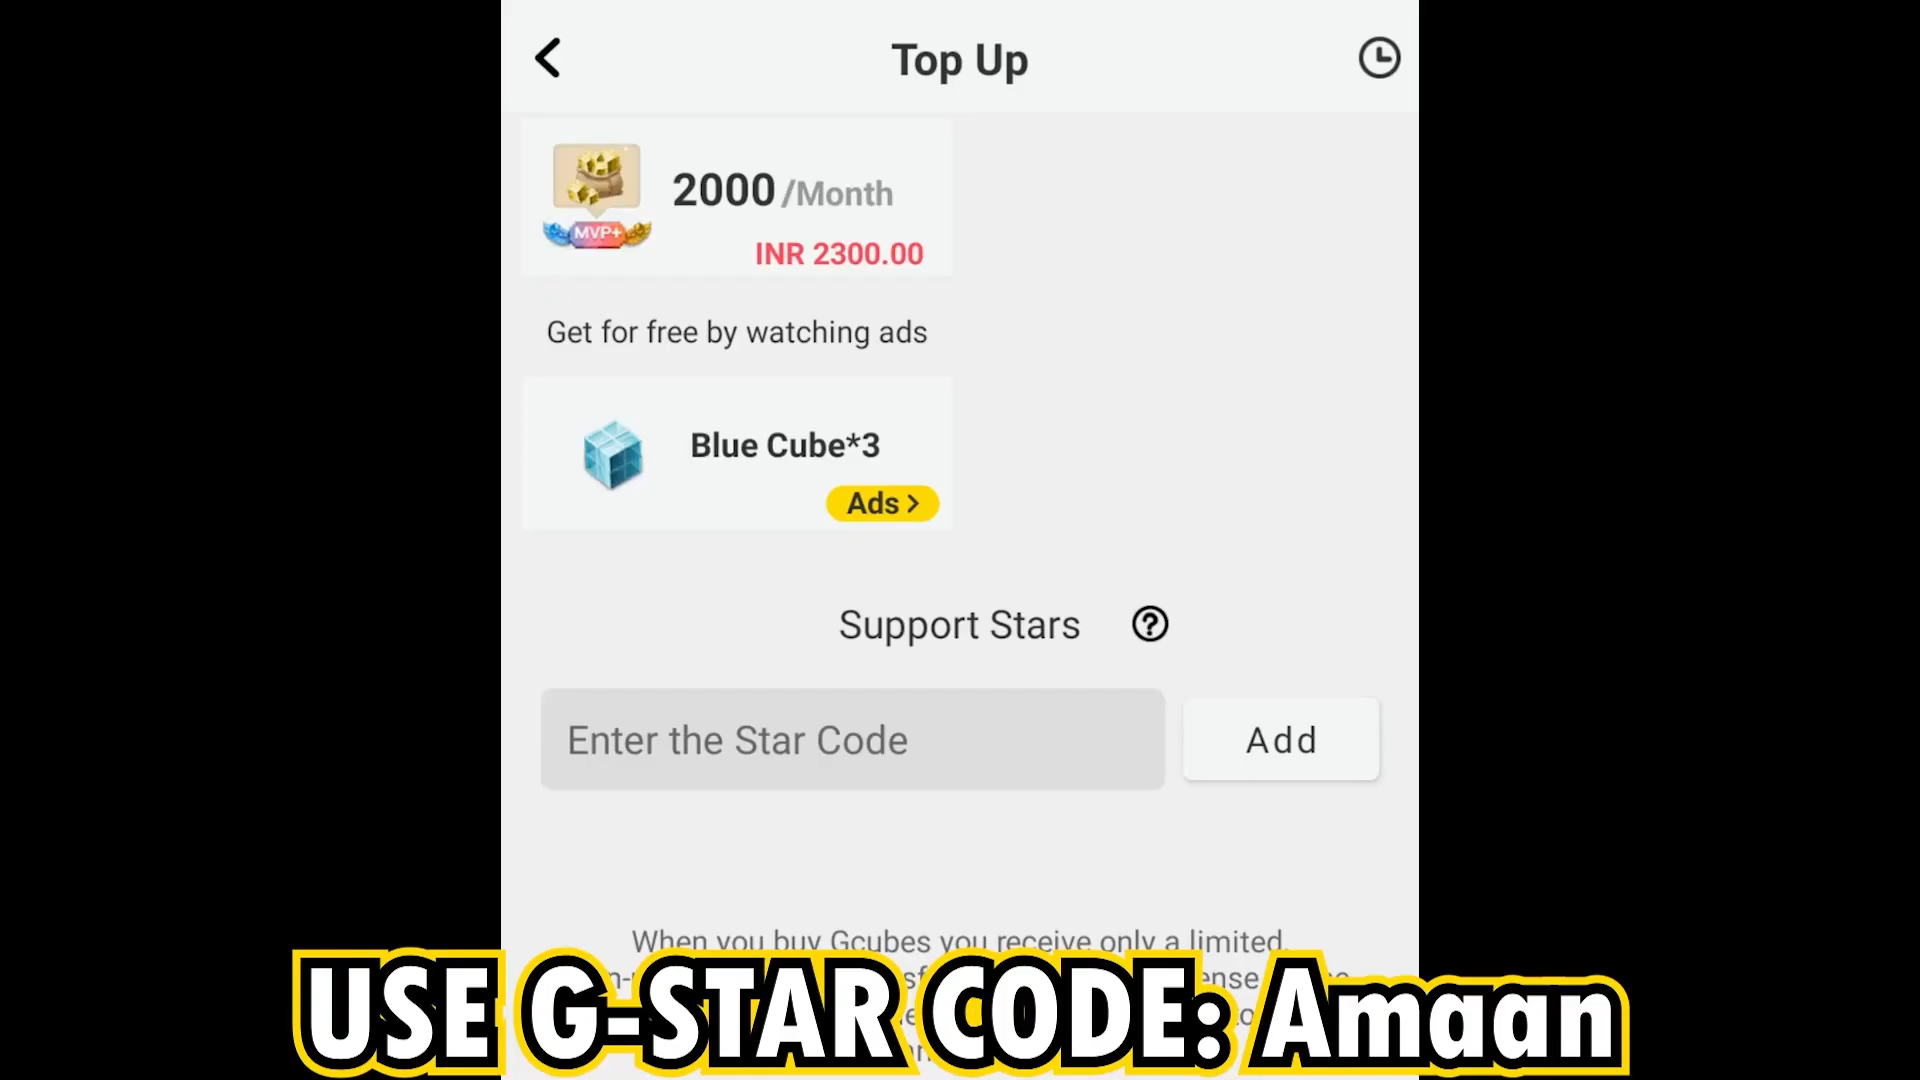 Top Up
2000 /Month
MVP+
INR 2300.00
Get for free by watching ads
Blue Cube*3
Ads >
Support Stars ?
Enter the Star Code
Add
When you buy Gcubes you receive only a limited,
USE G-STAR CODE: Amaan